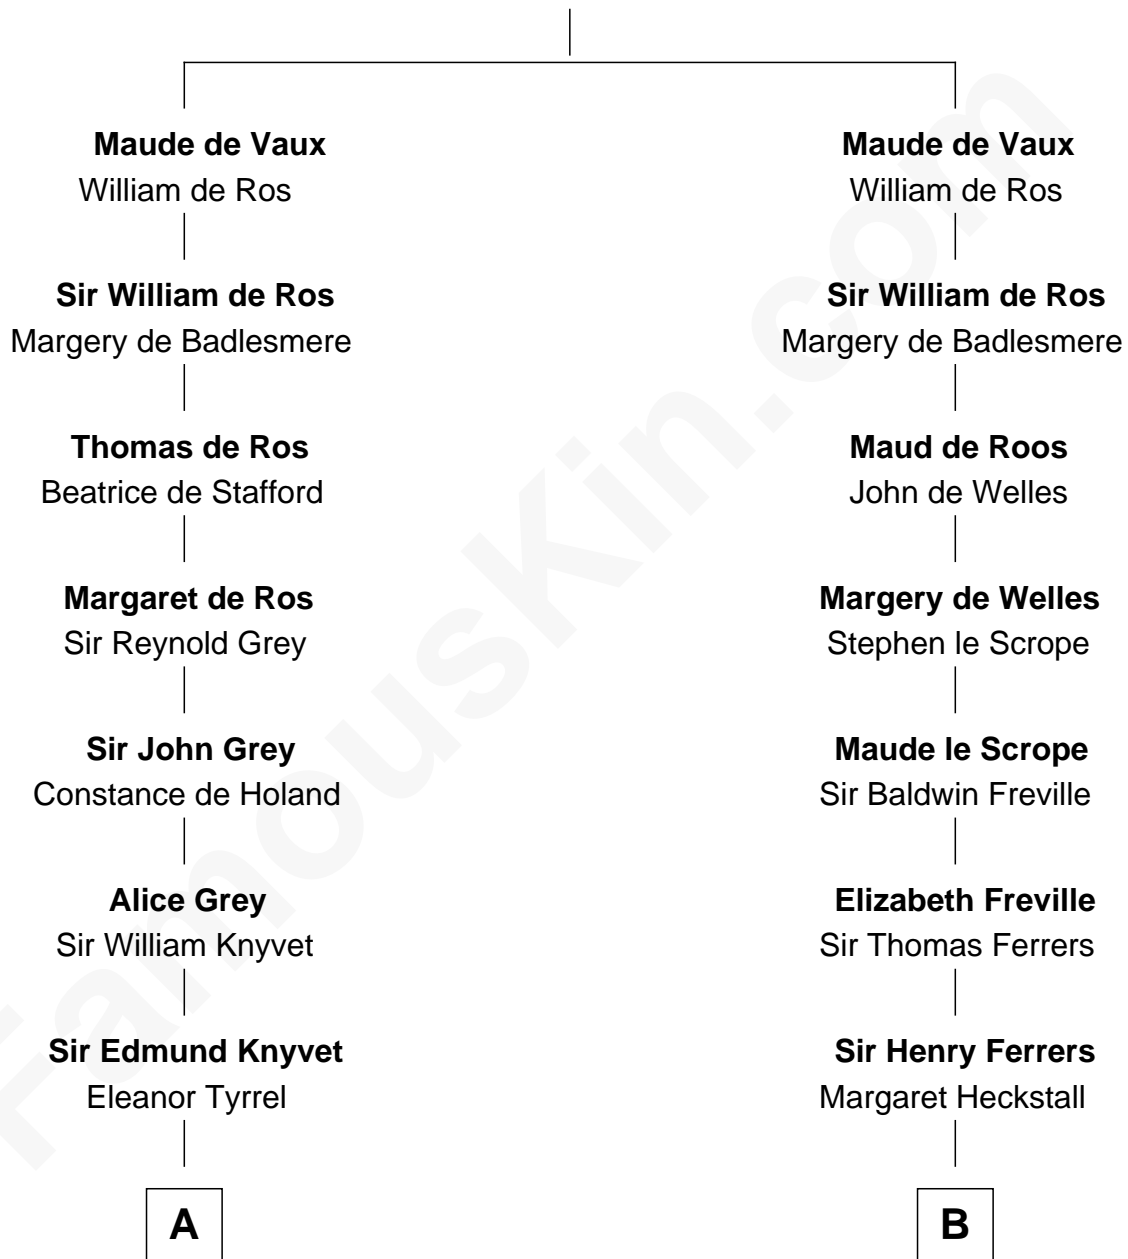 Maude de Vaux
William de Ros
Sir William de Ros
Margery de Badlesmere
Thomas de Ros
Beatrice de Stafford
Margaret de Ros
Sir Reynold Grey
Sir John Grey
Constance de Holand
Alice Grey
Sir William Knyvet
Sir Edmund Knyvet
Eleanor Tyrrel
A
Maude de Vaux
William de Ros
Sir William de Ros
Margery de Badlesmere
Maud de Roos
John de Welles
Margery de Welles
Stephen le Scrope
Maude le Scrope
Sir Baldwin Freville
Elizabeth Freville
Sir Thomas Ferrers
Sir Henry Ferrers
Margaret Heckstall
B
FamousKin.com